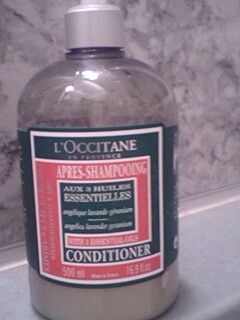 L'OCCITANE
EN PROVENCE
APRES-SHAMPOOING
AUX 3 HUILES
ESSENTIELLES
angélique lavande géranium
angelica lavender geranium
WITH 3 ESSENTIAL OILS
CONDITIONER
500 ml Made in France 16.9 fl.oz